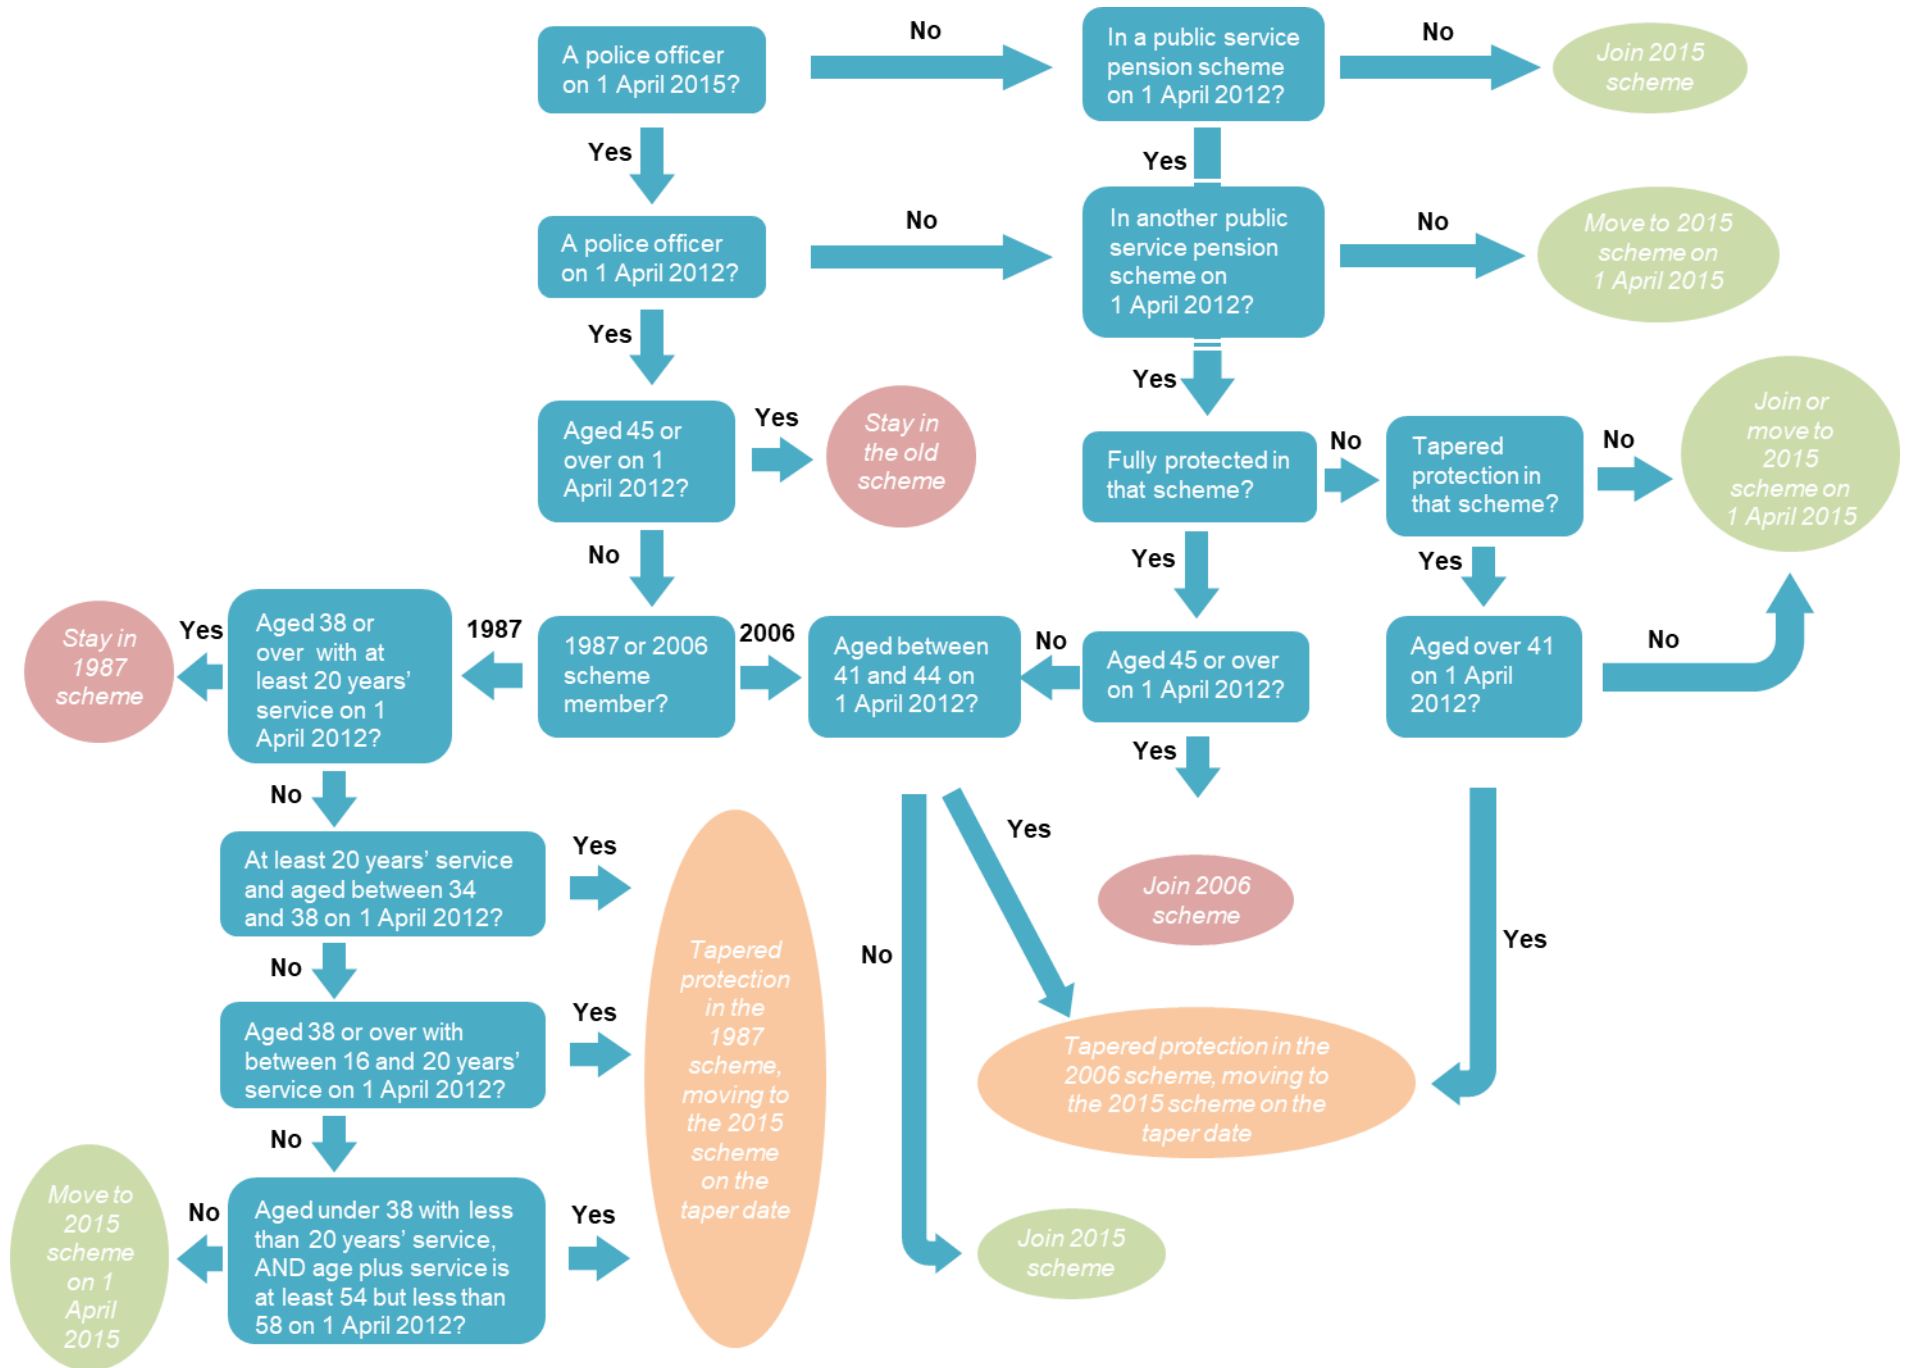 A police officer
on 1 April 2015?
No
In a public service
pension scheme
on 1 April 2012?
No
Join 2015
scheme
Yes
Yes
A police officer
on 1 April 2012?
No
In another public
service pension
scheme on
1 April 2012?
No
Move to 2015
scheme on
1 April 2015
Yes
Yes
Aged 45 or
over on 1
April 2012?
Yes
Stay in
the old
scheme
Fully protected in
that scheme?
No
Tapered
protection in
that scheme?
No
Join or
move to
2015
scheme on
1 April 2015
No
Yes
Yes
Stay in
1987
scheme
Yes
Aged 38 or
over with at
least 20 years’
service on 1
April 2012?
1987
1987 or 2006
scheme
member?
2006
Aged between
41 and 44 on
1 April 2012?
No
Aged 45 or over
on 1 April 2012?
Aged over 41
on 1 April
2012?
No
No
Yes
At least 20 years’ service
and aged between 34
and 38 on 1 April 2012?
Yes
Yes
Join 2006
scheme
No
No
Yes
Aged 38 or over with
between 16 and 20 years’
service on 1 April 2012?
Yes
Tapered
protection
in the
1987
scheme,
moving to
the 2015
scheme
on the
taper date
Tapered protection in the
2006 scheme, moving to
the 2015 scheme on the
taper date
No
Move to
2015
scheme
on 1
April
2015
No
Aged under 38 with less
than 20 years’ service,
AND age plus service is
at least 54 but less than
58 on 1 April 2012?
Yes
Join 2015
scheme